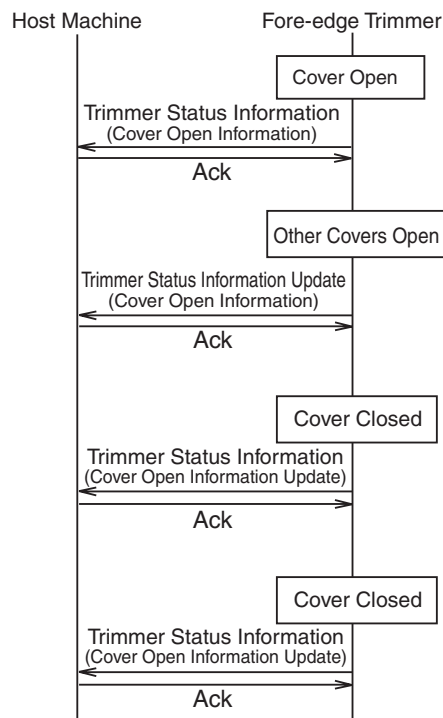 Host Machine
Fore-edge Trimmer
Cover Open
Trimmer Status Information
(Cover Open Information)
Ack
Other Covers Open
Trimmer Status Information Update
(Cover Open Information)
Ack
Cover Closed
Trimmer Status Information
(Cover Open Information Update)
Ack
Cover Closed
Trimmer Status Information
(Cover Open Information Update)
Ack